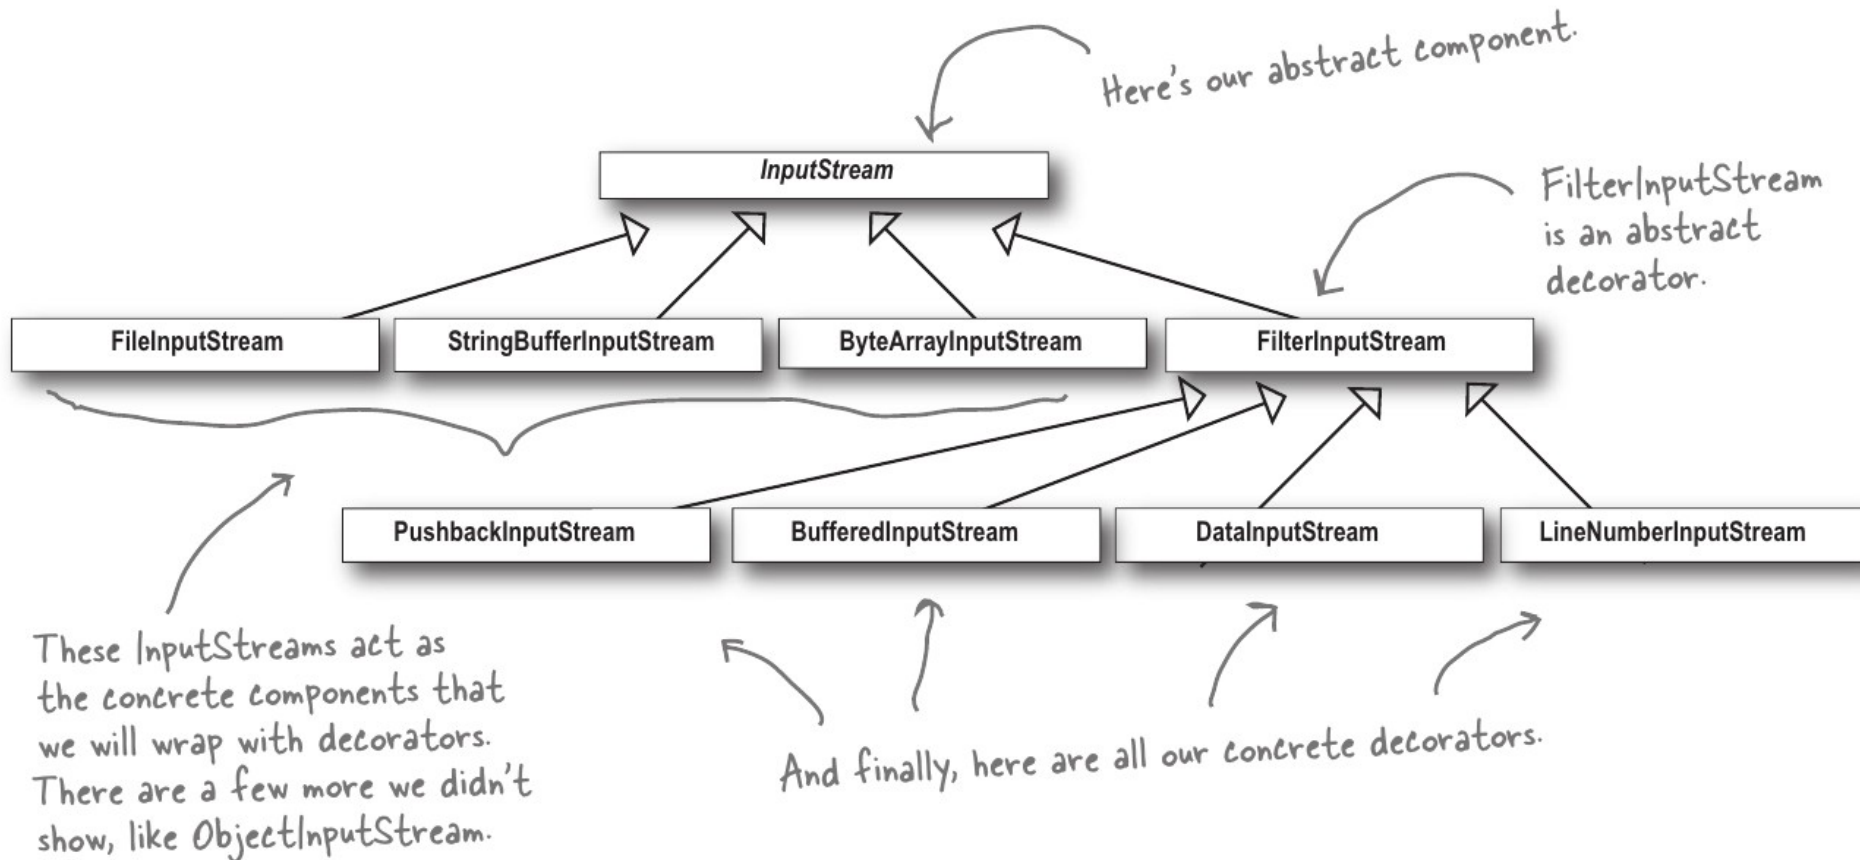 Here's our abstract component.
InputStream
FilterInputStream
is an abstract
decorator.
FileInputStream
StringBufferInputStream
ByteArrayInputStream
FilterInputStream
PushbackInputStream
BufferedInputStream
DataInputStream
LineNumberInputStream
These InputStreams act as
the concrete components that
we will wrap with decorators.
There are a few more we didn't
show, like ObjectInputStream.
And finally, here are all our concrete decorators.